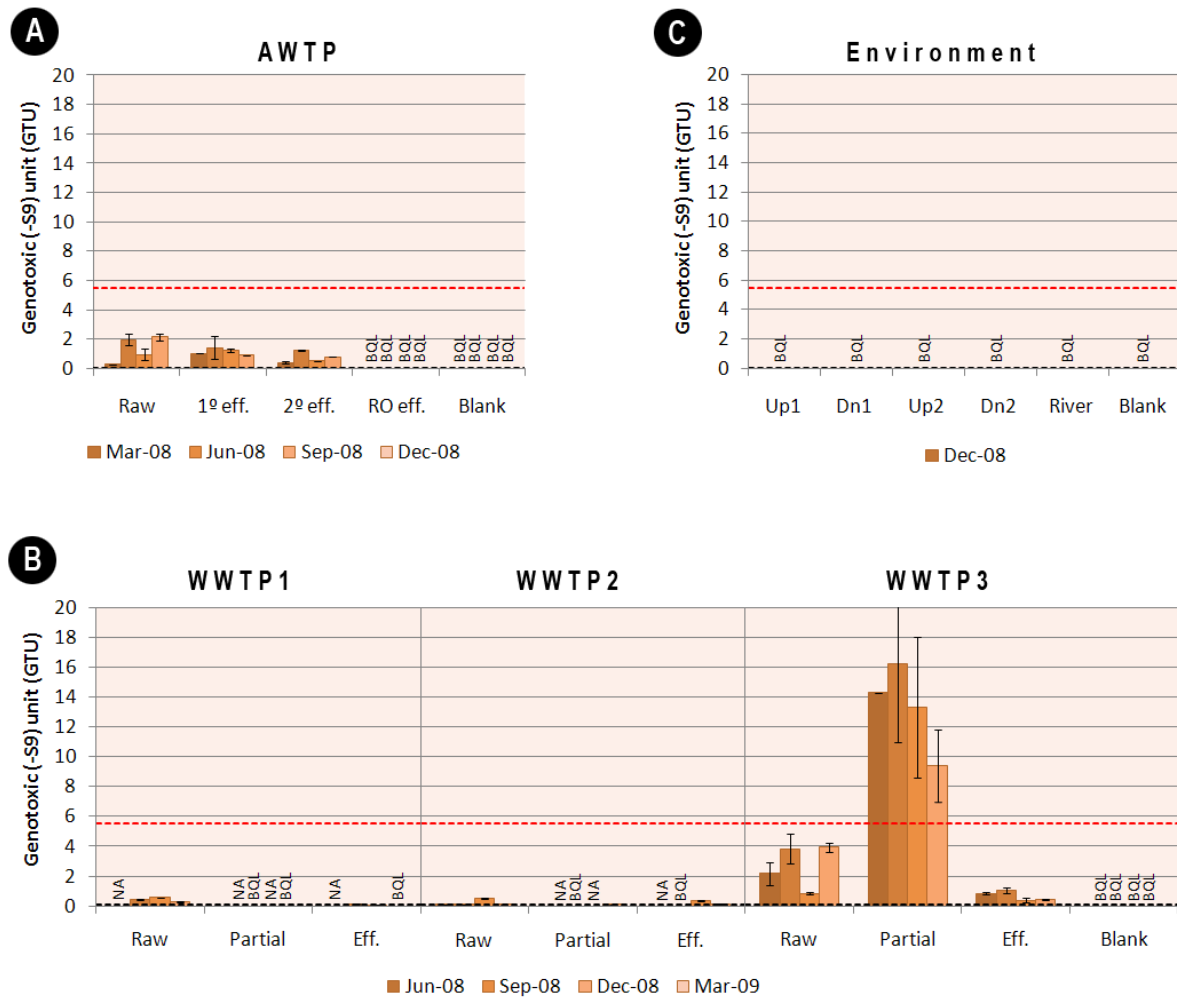 A
AWTP
Genotoxic (-S9) unit (GTU)
20
18
16
14
12
10
8
6
4
2
0
BQL
BQL
BQL
BQL
BQL
BQL
BQL
BQL
Raw 1º eff. 2º eff. RO eff. Blank
Mar-08 Jun-08 Sep-08 Dec-08
C
Environment
Genotoxic (-S9) unit (GTU)
20
18
16
14
12
10
8
6
4
2
0
BQL
BQL
BQL
BQL
BQL
BQL
Up1 Dn1 Up2 Dn2 River Blank
Dec-08
B
WWTP1 WWTP2 WWTP3
Genotoxic (-S9) unit (GTU)
20
18
16
14
12
10
8
6
4
2
0
NA
NA
BQL
NA
BQL
NA
BQL
NA
BQL
NA
NA
BQL
BQL
BQL
BQL
BQL
Raw Partial Eff. Raw Partial Eff. Raw Partial Eff. Blank
Jun-08 Sep-08 Dec-08 Mar-09